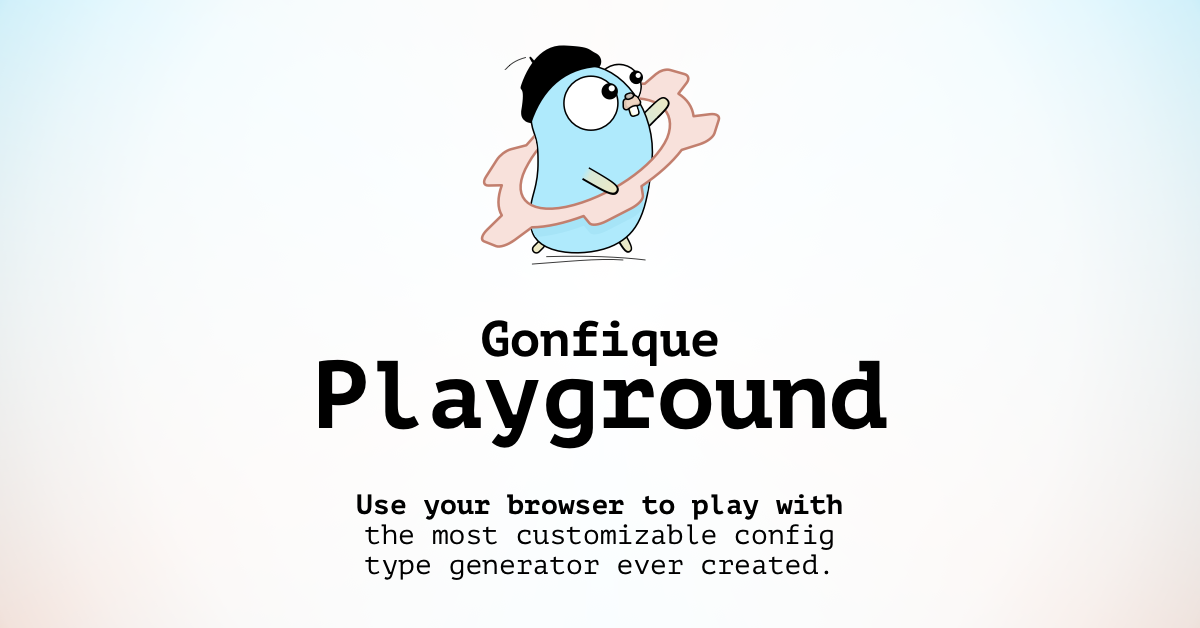 Gonfique
Playground
Use your browser to play with
the most customizable config
type generator ever created.